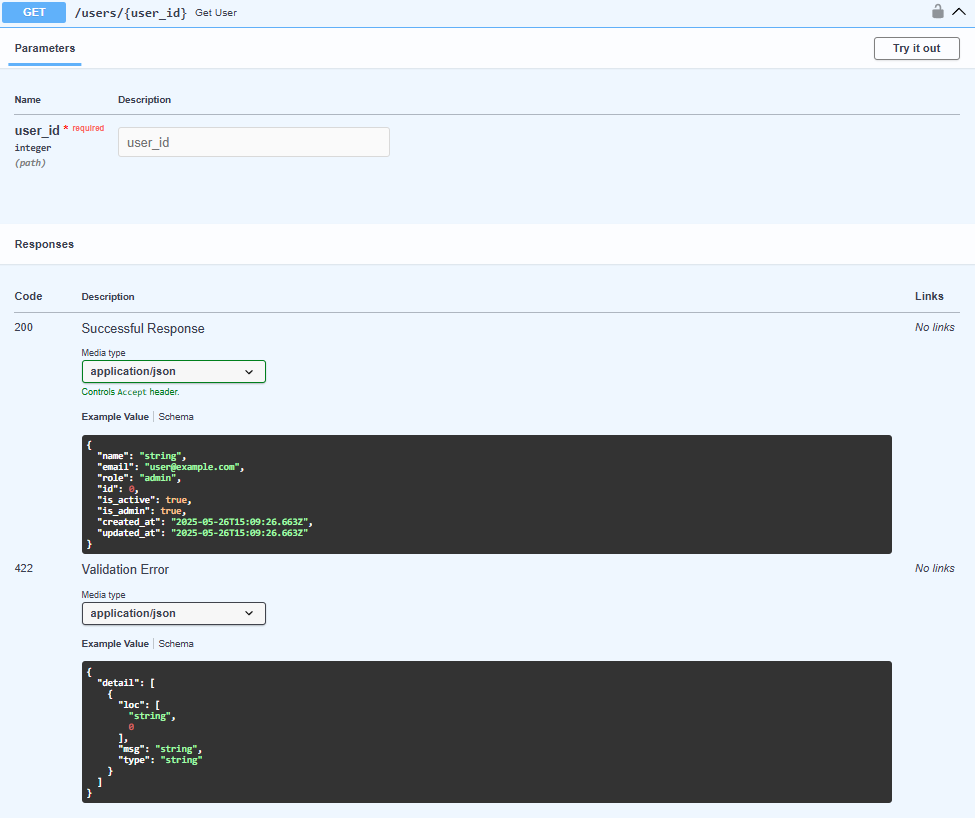 GET /users/{user_id} Get User
Parameters
Try it out
Name Description
user_id * required
integer
(path)
user_id
Responses
Code Description Links
200 Successful Response No links
Media type
application/json
Controls Accept header.
Example Value Schema
{
  "name": "string",
  "email": "user@example.com",
  "role": "admin",
  "id": 0,
  "is_active": true,
  "is_admin": true,
  "created_at": "2025-05-26T15:09:26.663Z",
  "updated_at": "2025-05-26T15:09:26.663Z"
}
422 Validation Error No links
Media type
application/json
Example Value Schema
{
  "detail": [
    {
      "loc": [
        "string",
        0
      ],
      "msg": "string",
      "type": "string"
    }
  ]
}